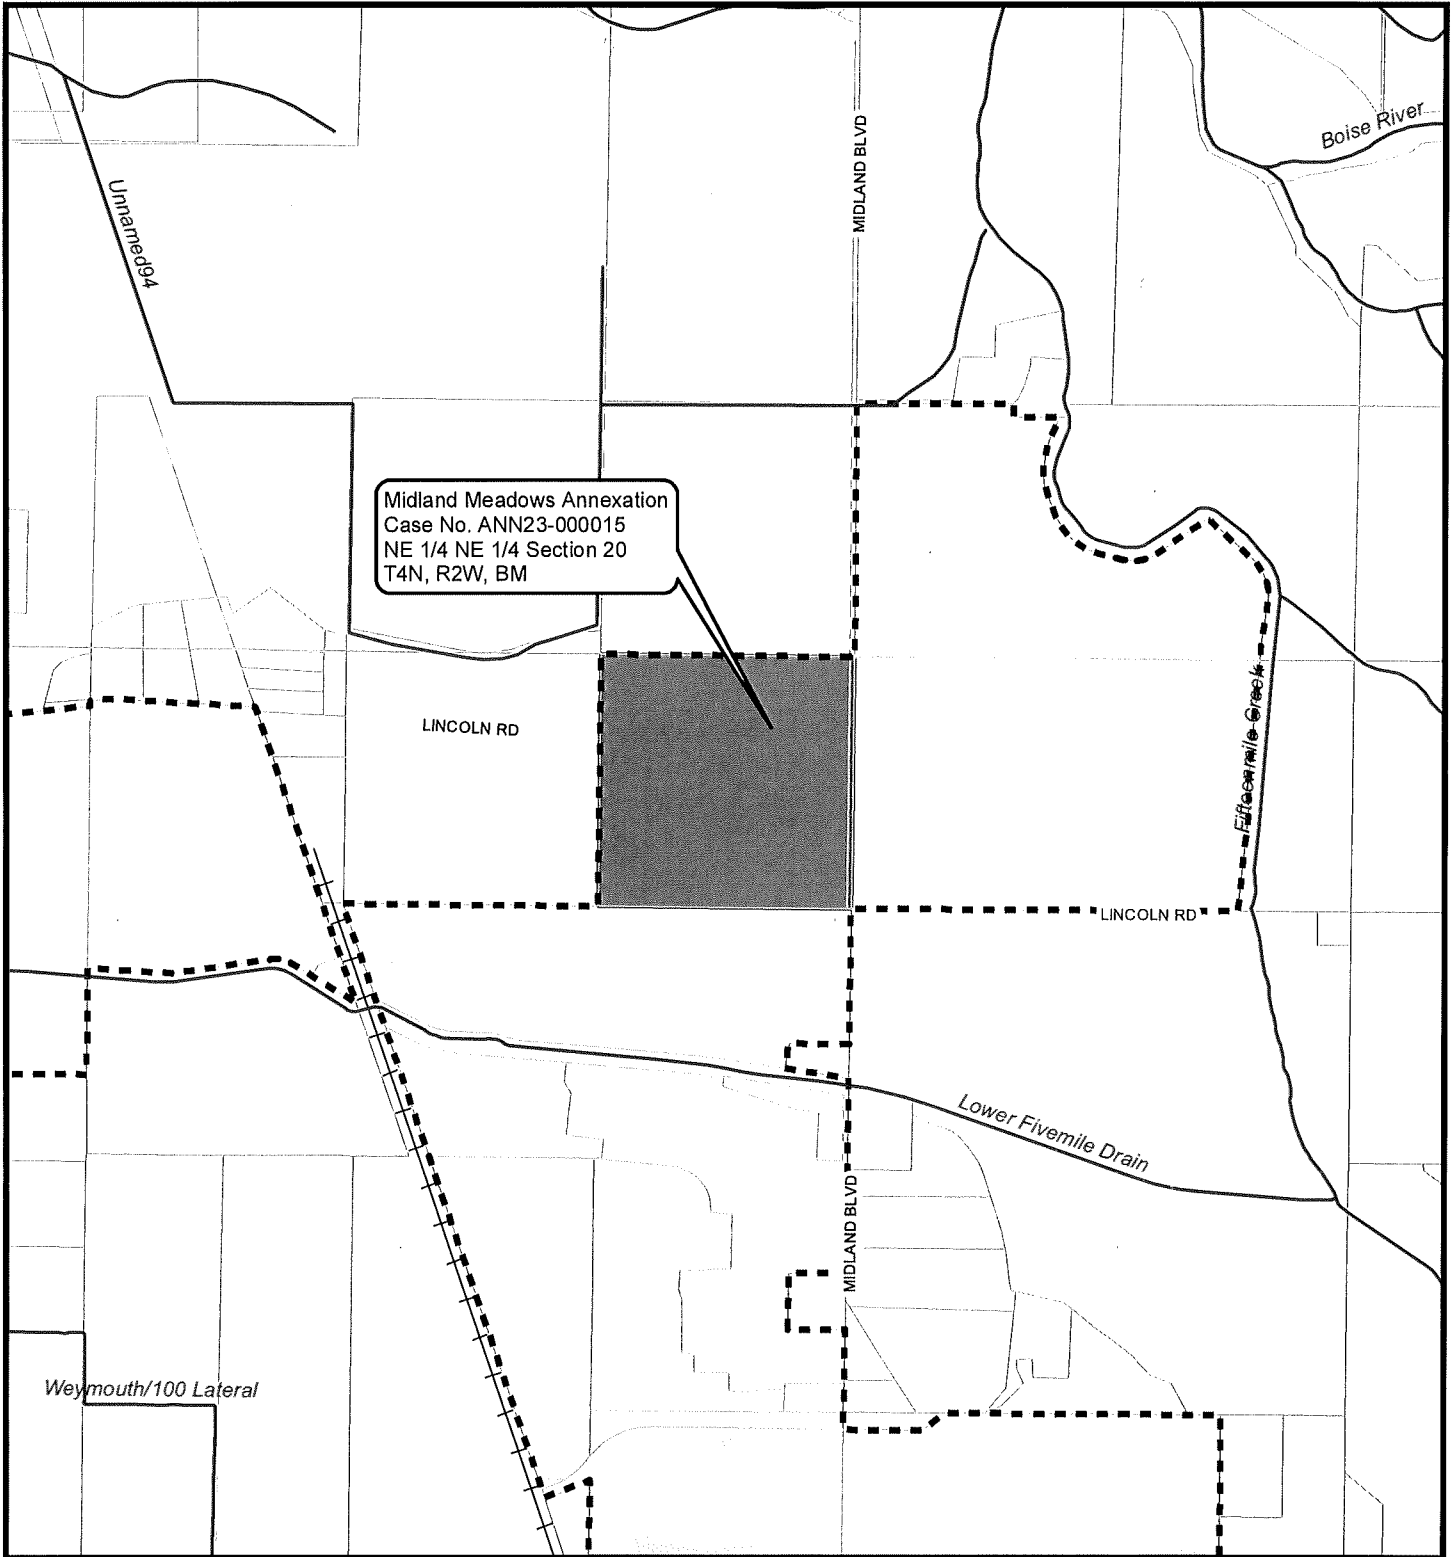 Boise River
MIDLAND BLVD
Unnamed94
Midland Meadows Annexation
Case No. ANN23-000015
NE 1/4 NE 1/4 Section 20
T4N, R2W, BM
LINCOLN RD
Fifteenmile Creek
LINCOLN RD
Lower Fivemile Drain
MIDLAND BLVD
Weymouth/100 Lateral